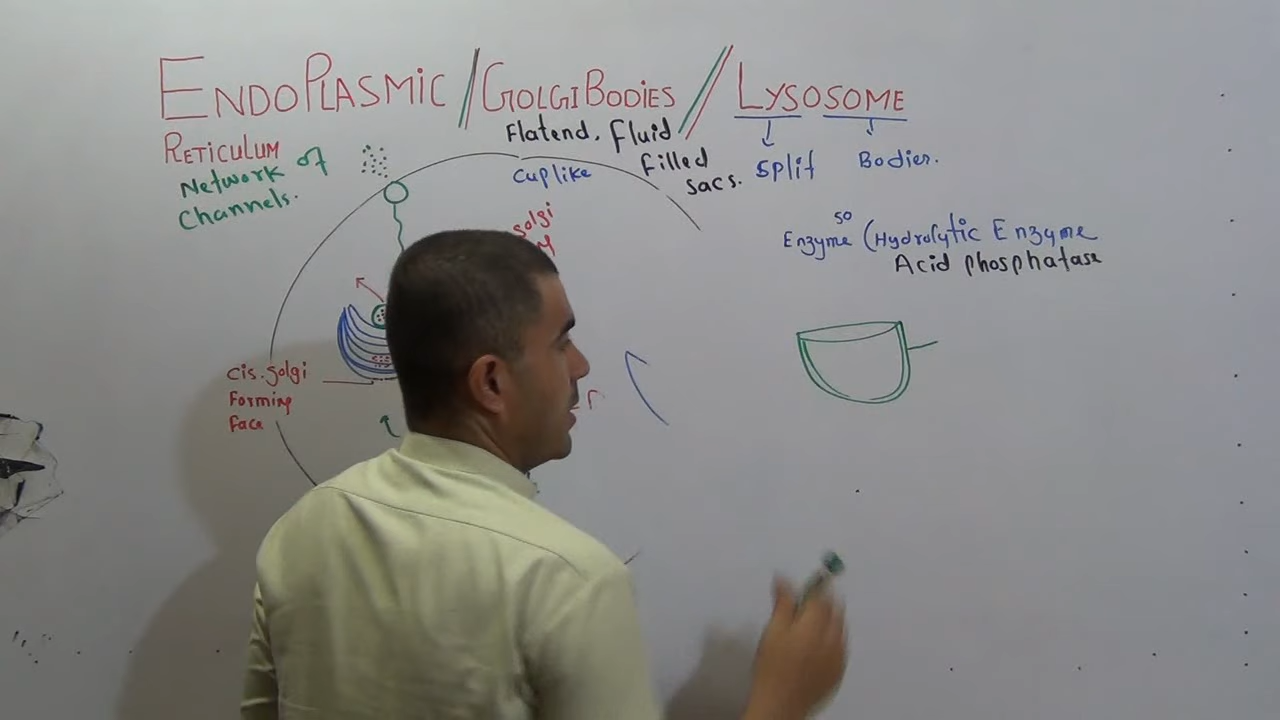 ENDOPLASMIC // GOLGI BODIES // LYSOSOME
RETICULUM
Network of
Channels.
Flatend, fluid
filled
sacs.
Cuplike
Split
Bodies.
so
Enzyme (Hydrolytic Enzyme
Acid phosphatase
golgi
cis.golgi
Forming
Face